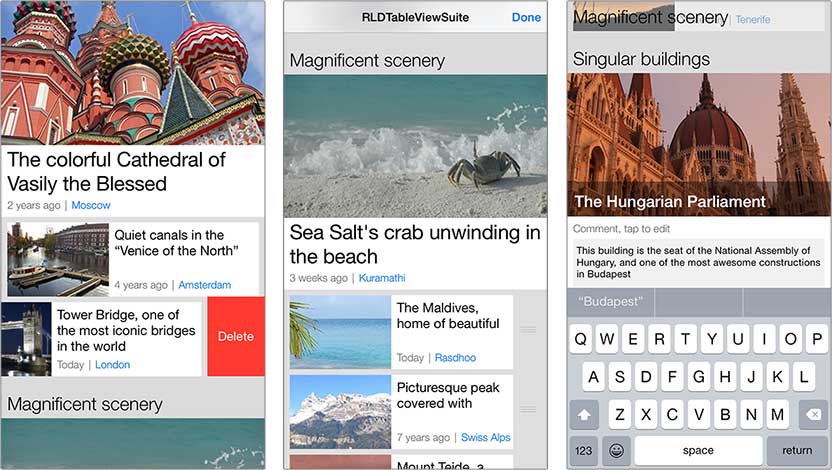 The colorful Cathedral of
Vasily the Blessed
2 years ago | Moscow
Quiet canals in the
“Venice of the North”
4 years ago | Amsterdam
Tower Bridge, one of
the most iconic bridges
in the world
Today | London
Delete
Magnificent scenery
RLDTableViewSuite
Done
Magnificent scenery
Sea Salt's crab unwinding in
the beach
3 weeks ago | Kuramathi
The Maldives,
home of beautiful
Today | Rasdhoo
Picturesque peak
covered with
7 years ago | Swiss Alps
Mount Teide, a
Magnificent scenery | Tenerife
Singular buildings
The Hungarian Parliament
Comment, tap to edit
This building is the seat of the National Assembly of
Hungary, and one of the most awesome constructions
in Budapest
“Budapest”
Q W E R T Y U I O P
A S D F G H J K L
Z X C V B N M
123 space return